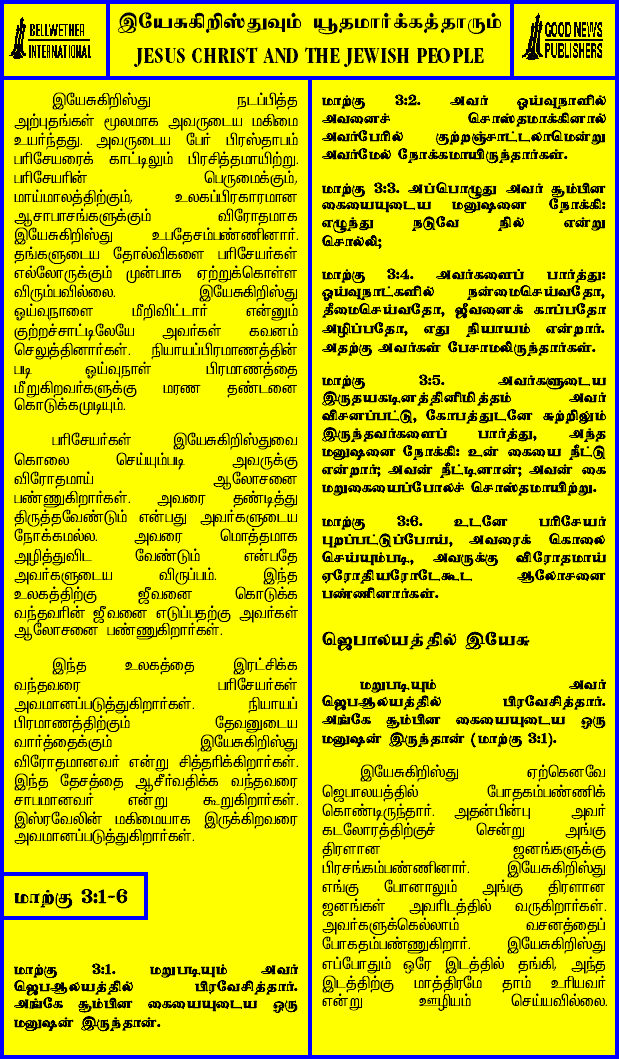 BELLWETHER
INTERNATIONAL
இயேசுகிறிஸ்துவும் யூதமார்க்கத்தாரும்
JESUS CHRIST AND THE JEWISH PEOPLE
GOOD NEWS
PUBLISHERS
இயேசுகிறிஸ்து நடப்பித்த
அற்புதங்கள் மூலமாக அவருடைய மகிமை
உயர்ந்தது. அவருடைய பேர் பிரஸ்தாபம்
பரிசேயரைக் காட்டிலும் பிரசித்தமாயிற்று.
பரிசேயரின் பெருமைக்கும்,
மாய்மாலத்திற்கும், உலகப்பிரகாரமான
ஆசாபாசங்களுக்கும் விரோதமாக
இயேசுகிறிஸ்து உபதேசம்பண்ணினார்.
தங்களுடைய தோல்விகளை பரிசேயர்கள்
எல்லோருக்கும் முன்பாக ஏற்றுக்கொள்ள
விரும்பவில்லை. இயேசுகிறிஸ்து
ஓய்வுநாளை மீறிவிட்டார் என்னும்
குற்றச்சாட்டிலேயே அவர்கள் கவனம்
செலுத்தினார்கள். நியாயப்பிரமாணத்தின்
படி ஓய்வுநாள் பிரமாணத்தை
மீறுகிறவர்களுக்கு மரண தண்டனை
கொடுக்கமுடியும்.
பரிசேயர்கள் இயேசுகிறிஸ்துவை
கொலை செய்யும்படி அவருக்கு
விரோதமாய் ஆலோசனை
பண்ணுகிறார்கள். அவரை தண்டித்து
திருத்தவேண்டும் என்பது அவர்களுடைய
நோக்கமல்ல. அவரை மொத்தமாக
அழித்துவிட வேண்டும் என்பதே
அவர்களுடைய விருப்பம். இந்த
உலகத்திற்கு ஜீவனை கொடுக்க
வந்தவரின் ஜீவனை எடுப்பதற்கு அவர்கள்
ஆலோசனை பண்ணுகிறார்கள்.
இந்த உலகத்தை இரட்சிக்க
வந்தவரை பரிசேயர்கள்
அவமானப்படுத்துகிறார்கள். நியாயப்
பிரமாணத்திற்கும் தேவனுடைய
வார்த்தைக்கும் இயேசுகிறிஸ்து
விரோதமானவர் என்று சித்தரிக்கிறார்கள்.
இந்த தேசத்தை ஆசீர்வதிக்க வந்தவரை
சாபமானவர் என்று கூறுகிறார்கள்.
இஸ்ரவேலின் மகிமையாக இருக்கிறவரை
அவமானப்படுத்துகிறார்கள்.
மாற்கு 3:1-6
மாற்கு 3:1. மறுபடியும் அவர்
ஜெபஆலயத்தில் பிரவேசித்தார்.
அங்கே சூம்பின கையையுடைய ஒரு
மனுஷன் இருந்தான்.
மாற்கு 3:2. அவர் ஓய்வுநாளில்
அவனைச் சொஸ்தமாக்கினால்
அவர்பேரில் குற்றஞ்சாட்டலாமென்று
அவர்மேல் நோக்கமாயிருந்தார்கள்.
மாற்கு 3:3. அப்பொழுது அவர் சூம்பின
கையையுடைய மனுஷனை நோக்கி:
எழுந்து நடுவே நில் என்று
சொல்லி;
மாற்கு 3:4. அவர்களைப் பார்த்து:
ஓய்வுநாட்களில் நன்மைசெய்வதோ,
தீமைசெய்வதோ, ஜீவனைக் காப்பதோ
அழிப்பதோ, எது நியாயம் என்றார்.
அதற்கு அவர்கள் பேசாமலிருந்தார்கள்.
மாற்கு 3:5. அவர்களுடைய
இருதயகடினத்தினிமித்தம் அவர்
விசனப்பட்டு, கோபத்துடனே சுற்றிலும்
இருந்தவர்களைப் பார்த்து, அந்த
மனுஷனை நோக்கி: உன் கையை நீட்டு
என்றார்; அவன் நீட்டினான்; அவன் கை
மறுகையைப்போலச் சொஸ்தமாயிற்று.
மாற்கு 3:6. உடனே பரிசேயர்
புறப்பட்டுப்போய், அவரைக் கொலை
செய்யும்படி, அவருக்கு விரோதமாய்
ஏரோதியரோடேகூட ஆலோசனை
பண்ணினார்கள்.
ஜெபாலயத்தில் இயேசு
மறுபடியும் அவர்
ஜெபஆலயத்தில் பிரவேசித்தார்.
அங்கே சூம்பின கையையுடைய ஒரு
மனுஷன் இருந்தான் (மாற்கு 3:1).
இயேசுகிறிஸ்து ஏற்கெனவே
ஜெபாலயத்தில் போதகம்பண்ணிக்
கொண்டிருந்தார். அதன்பின்பு அவர்
கடலோரத்திற்குச் சென்று அங்கு
திரளான ஜனங்களுக்கு
பிரசங்கம்பண்ணினார். இயேசுகிறிஸ்து
எங்கு போனாலும் அங்கு திரளான
ஜனங்கள் அவரிடத்தில் வருகிறார்கள்.
அவர்களுக்கெல்லாம் வசனத்தைப்
போகதம்பண்ணுகிறார். இயேசுகிறிஸ்து
எப்போதும் ஒரே இடத்தில் தங்கி, அந்த
இடத்திற்கு மாத்திரமே தாம் உரியவர்
என்று ஊழியம் செய்யவில்லை.